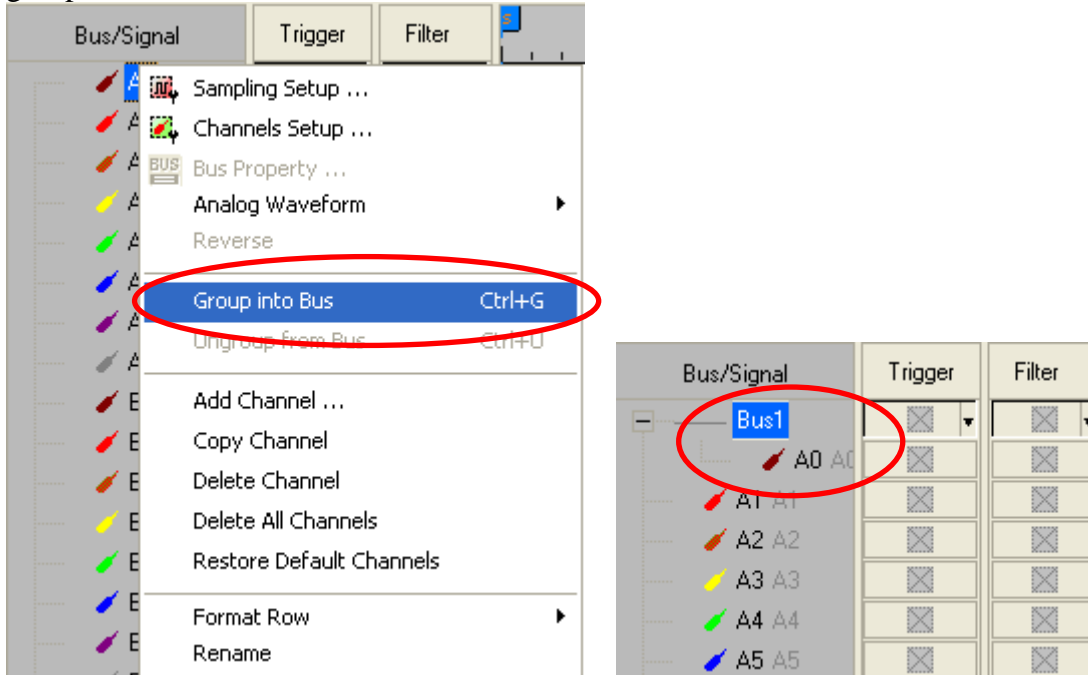 Bus/Signal Trigger Filter s
A Sampling Setup ...
A Channels Setup ...
A BUS Bus Property ...
A Analog Waveform
A Reverse
A Group into Bus Ctrl+G
A Ungroup from Bus Ctrl+U
A
E Add Channel ...
E Copy Channel
E Delete Channel
E Delete All Channels
E Restore Default Channels
E Format Row
E Rename
Bus/Signal Trigger Filter
Bus1
A0 A0
A1 A1
A2 A2
A3 A3
A4 A4
A5 A5